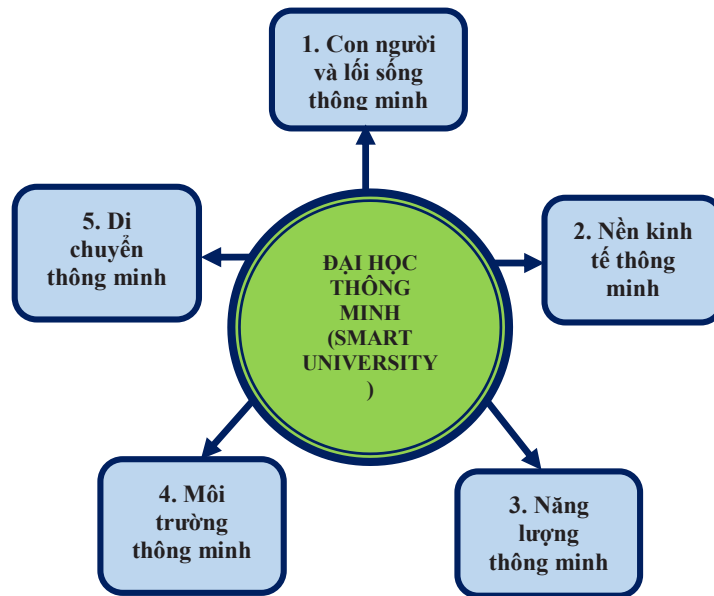 1. Con người
và lối sống
thông minh
5. Di
chuyển
thông minh
2. Nền kinh
tế thông
minh
ĐẠI HỌC
THÔNG
MINH
(SMART
UNIVERSITY
)
4. Môi
trường
thông minh
3. Năng
lượng
thông minh